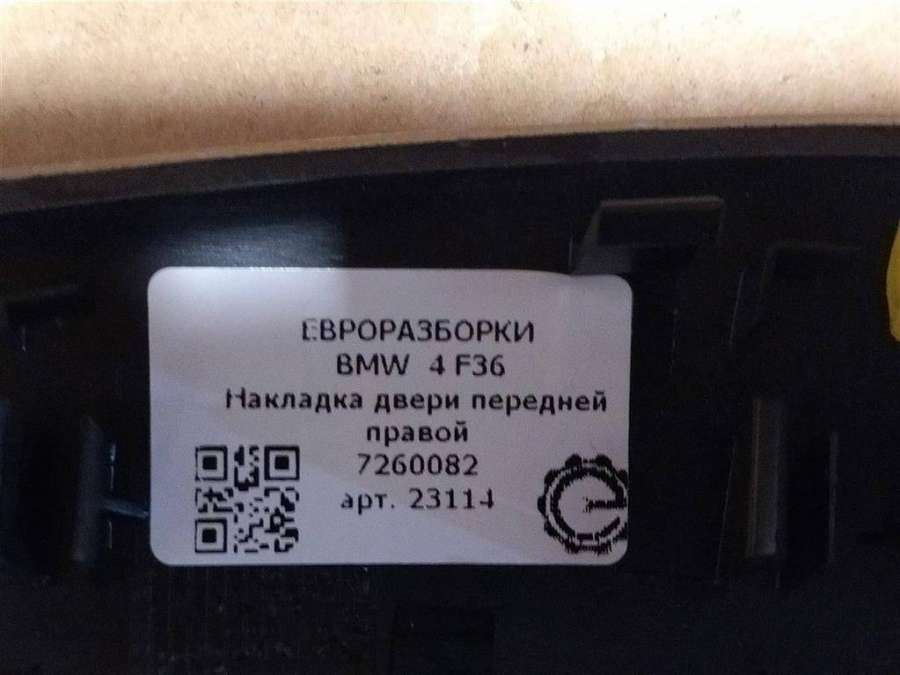 ЕВРОРАЗБОРКИ
BMW 4 F36
Накладка двери передней
правой
7260082
арт. 23114